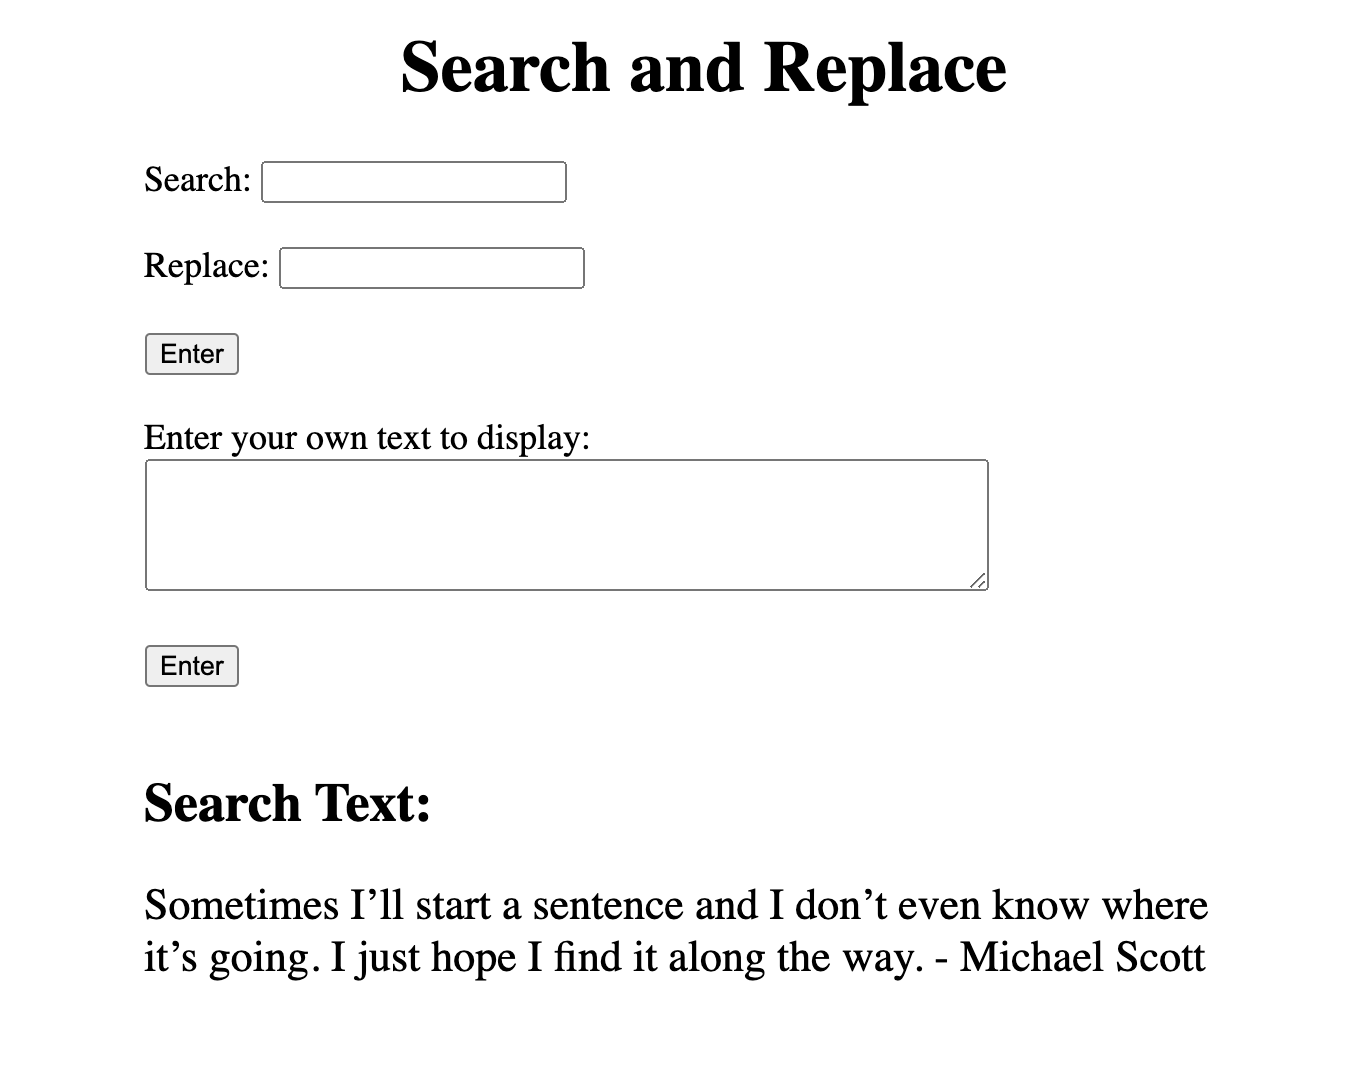 Search and Replace
Search:
Replace:
Enter
Enter your own text to display:
Enter
Search Text:
Sometimes I’ll start a sentence and I don’t even know where
it’s going. I just hope I find it along the way. - Michael Scott